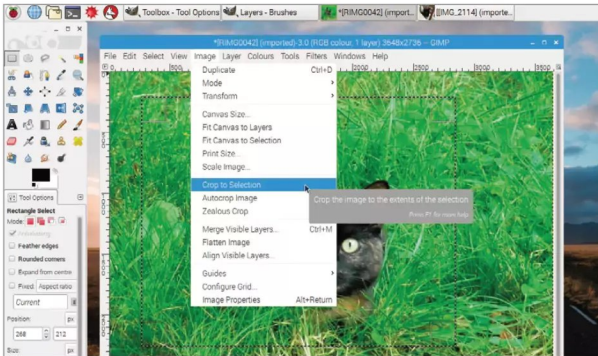 Toolbox - Tool Options
Layers - Brushes
*[RIMG0042] (import...
[IMG_2114] (importe...
*[RIMG0042] (imported)-3.0 (RGB colour, 1 layer) 3648x2736 – GIMP
File Edit Select View Image Layer Colours Tools Filters Windows Help
Duplicate Ctrl+D
Mode
Transform
Canvas Size...
Fit Canvas to Layers
Fit Canvas to Selection
Print Size...
Scale Image...
Crop to Selection
Autocrop Image
Zealous Crop
Merge Visible Layers... Ctrl+M
Flatten Image
Align Visible Layers...
Guides
Configure Grid...
Image Properties Alt+Return
Crop the image to the extents of the selection
Press F1 for more help
Tool Options
Rectangle Select
Mode:
Antialiasing
Feather edges
Rounded corners
Expand from centre
Fixed Aspect ratio
Current
Position: px
268 212
Size: px